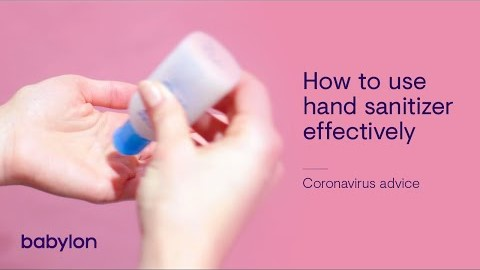 How to use
hand sanitizer
effectively
Coronavirus advice
babylon